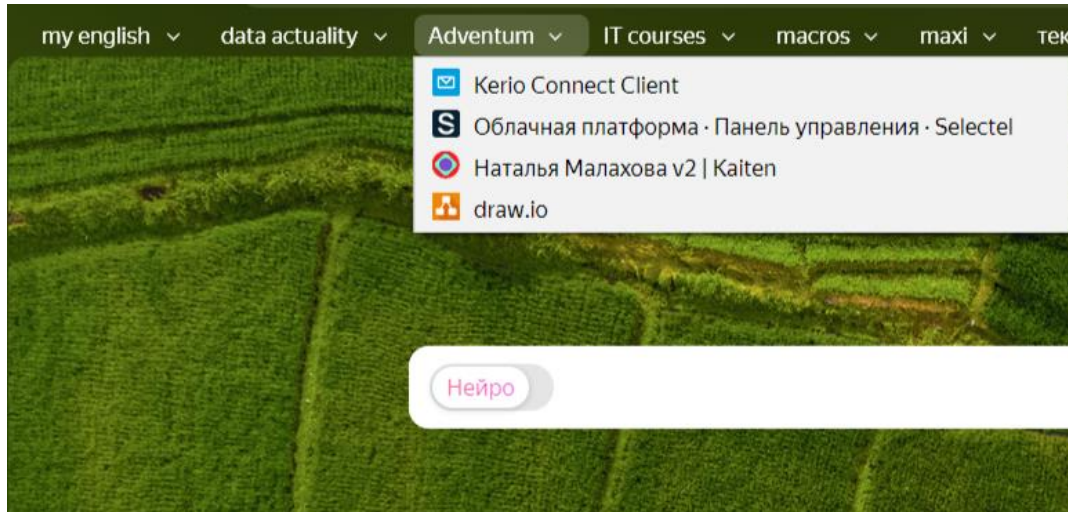 my english data actuality Adventum IT courses macros maxi тек
Kerio Connect Client
Облачная платформа · Панель управления · Selectel
Наталья Малахова v2 | Kaiten
draw.io
Нейро